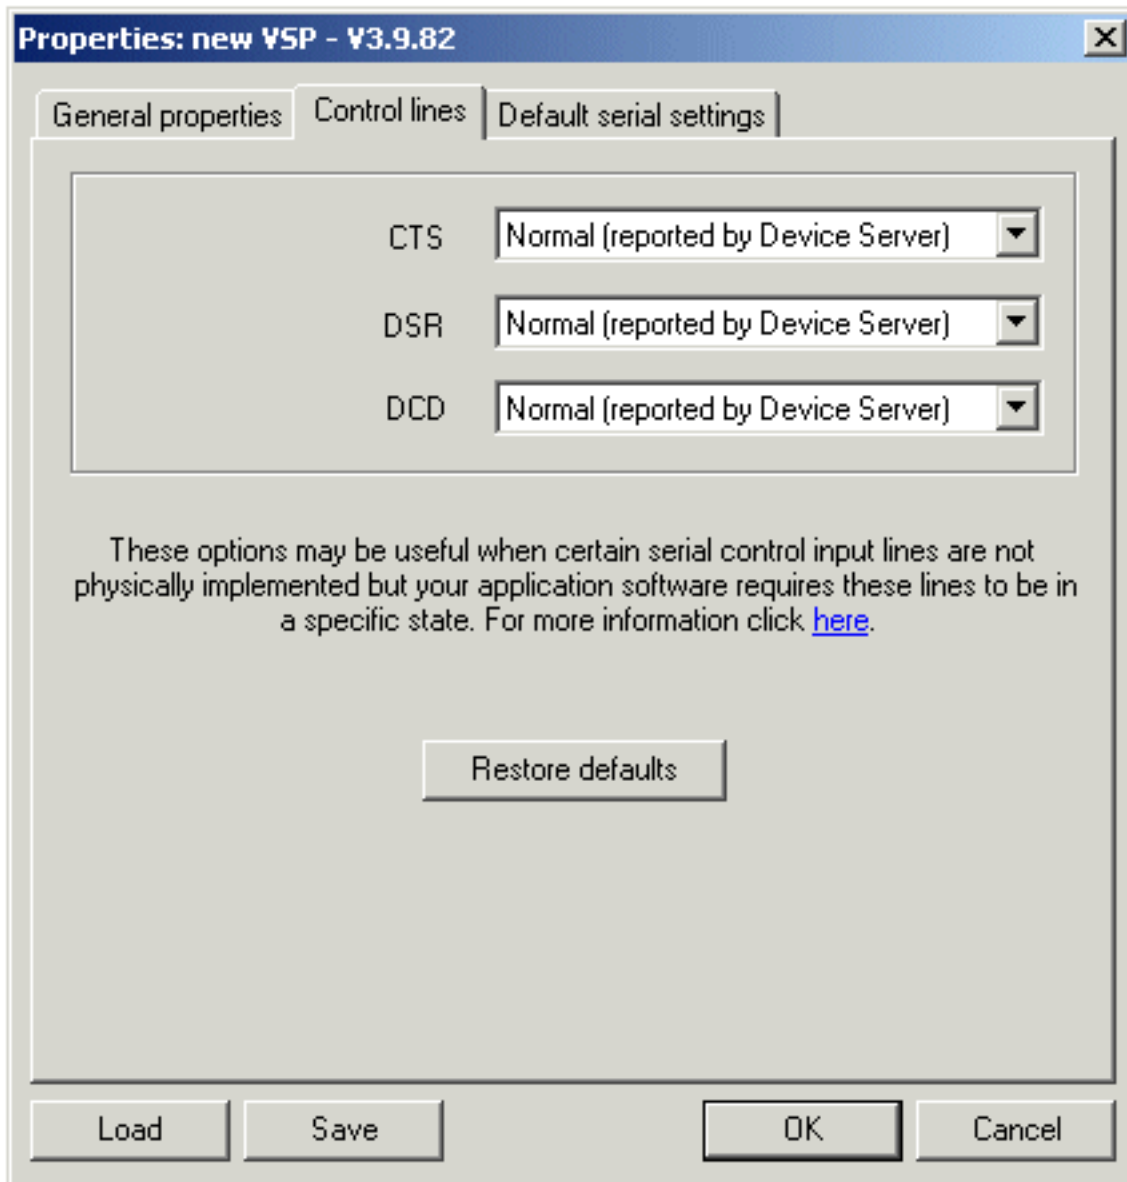 Properties: new VSP - V3.9.82
General properties
Control lines
Default serial settings
CTS
Normal (reported by Device Server)
DSR
Normal (reported by Device Server)
DCD
Normal (reported by Device Server)
These options may be useful when certain serial control input lines are not
physically implemented but your application software requires these lines to be in
a specific state. For more information click here.
Restore defaults
Load
Save
OK
Cancel